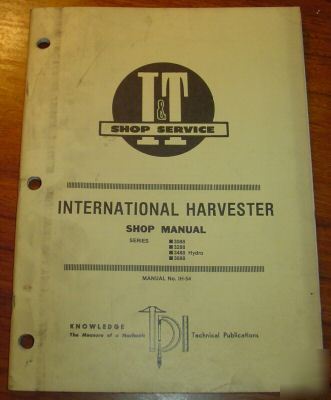 I&T
SHOP SERVICE
INTERNATIONAL HARVESTER
SHOP MANUAL
SERIES ■ 3088
■ 3288
■ 3488 Hydro
■ 3688
MANUAL No. IH-54
KNOWLEDGE
The Measure of a Mechanic
Technical Publications